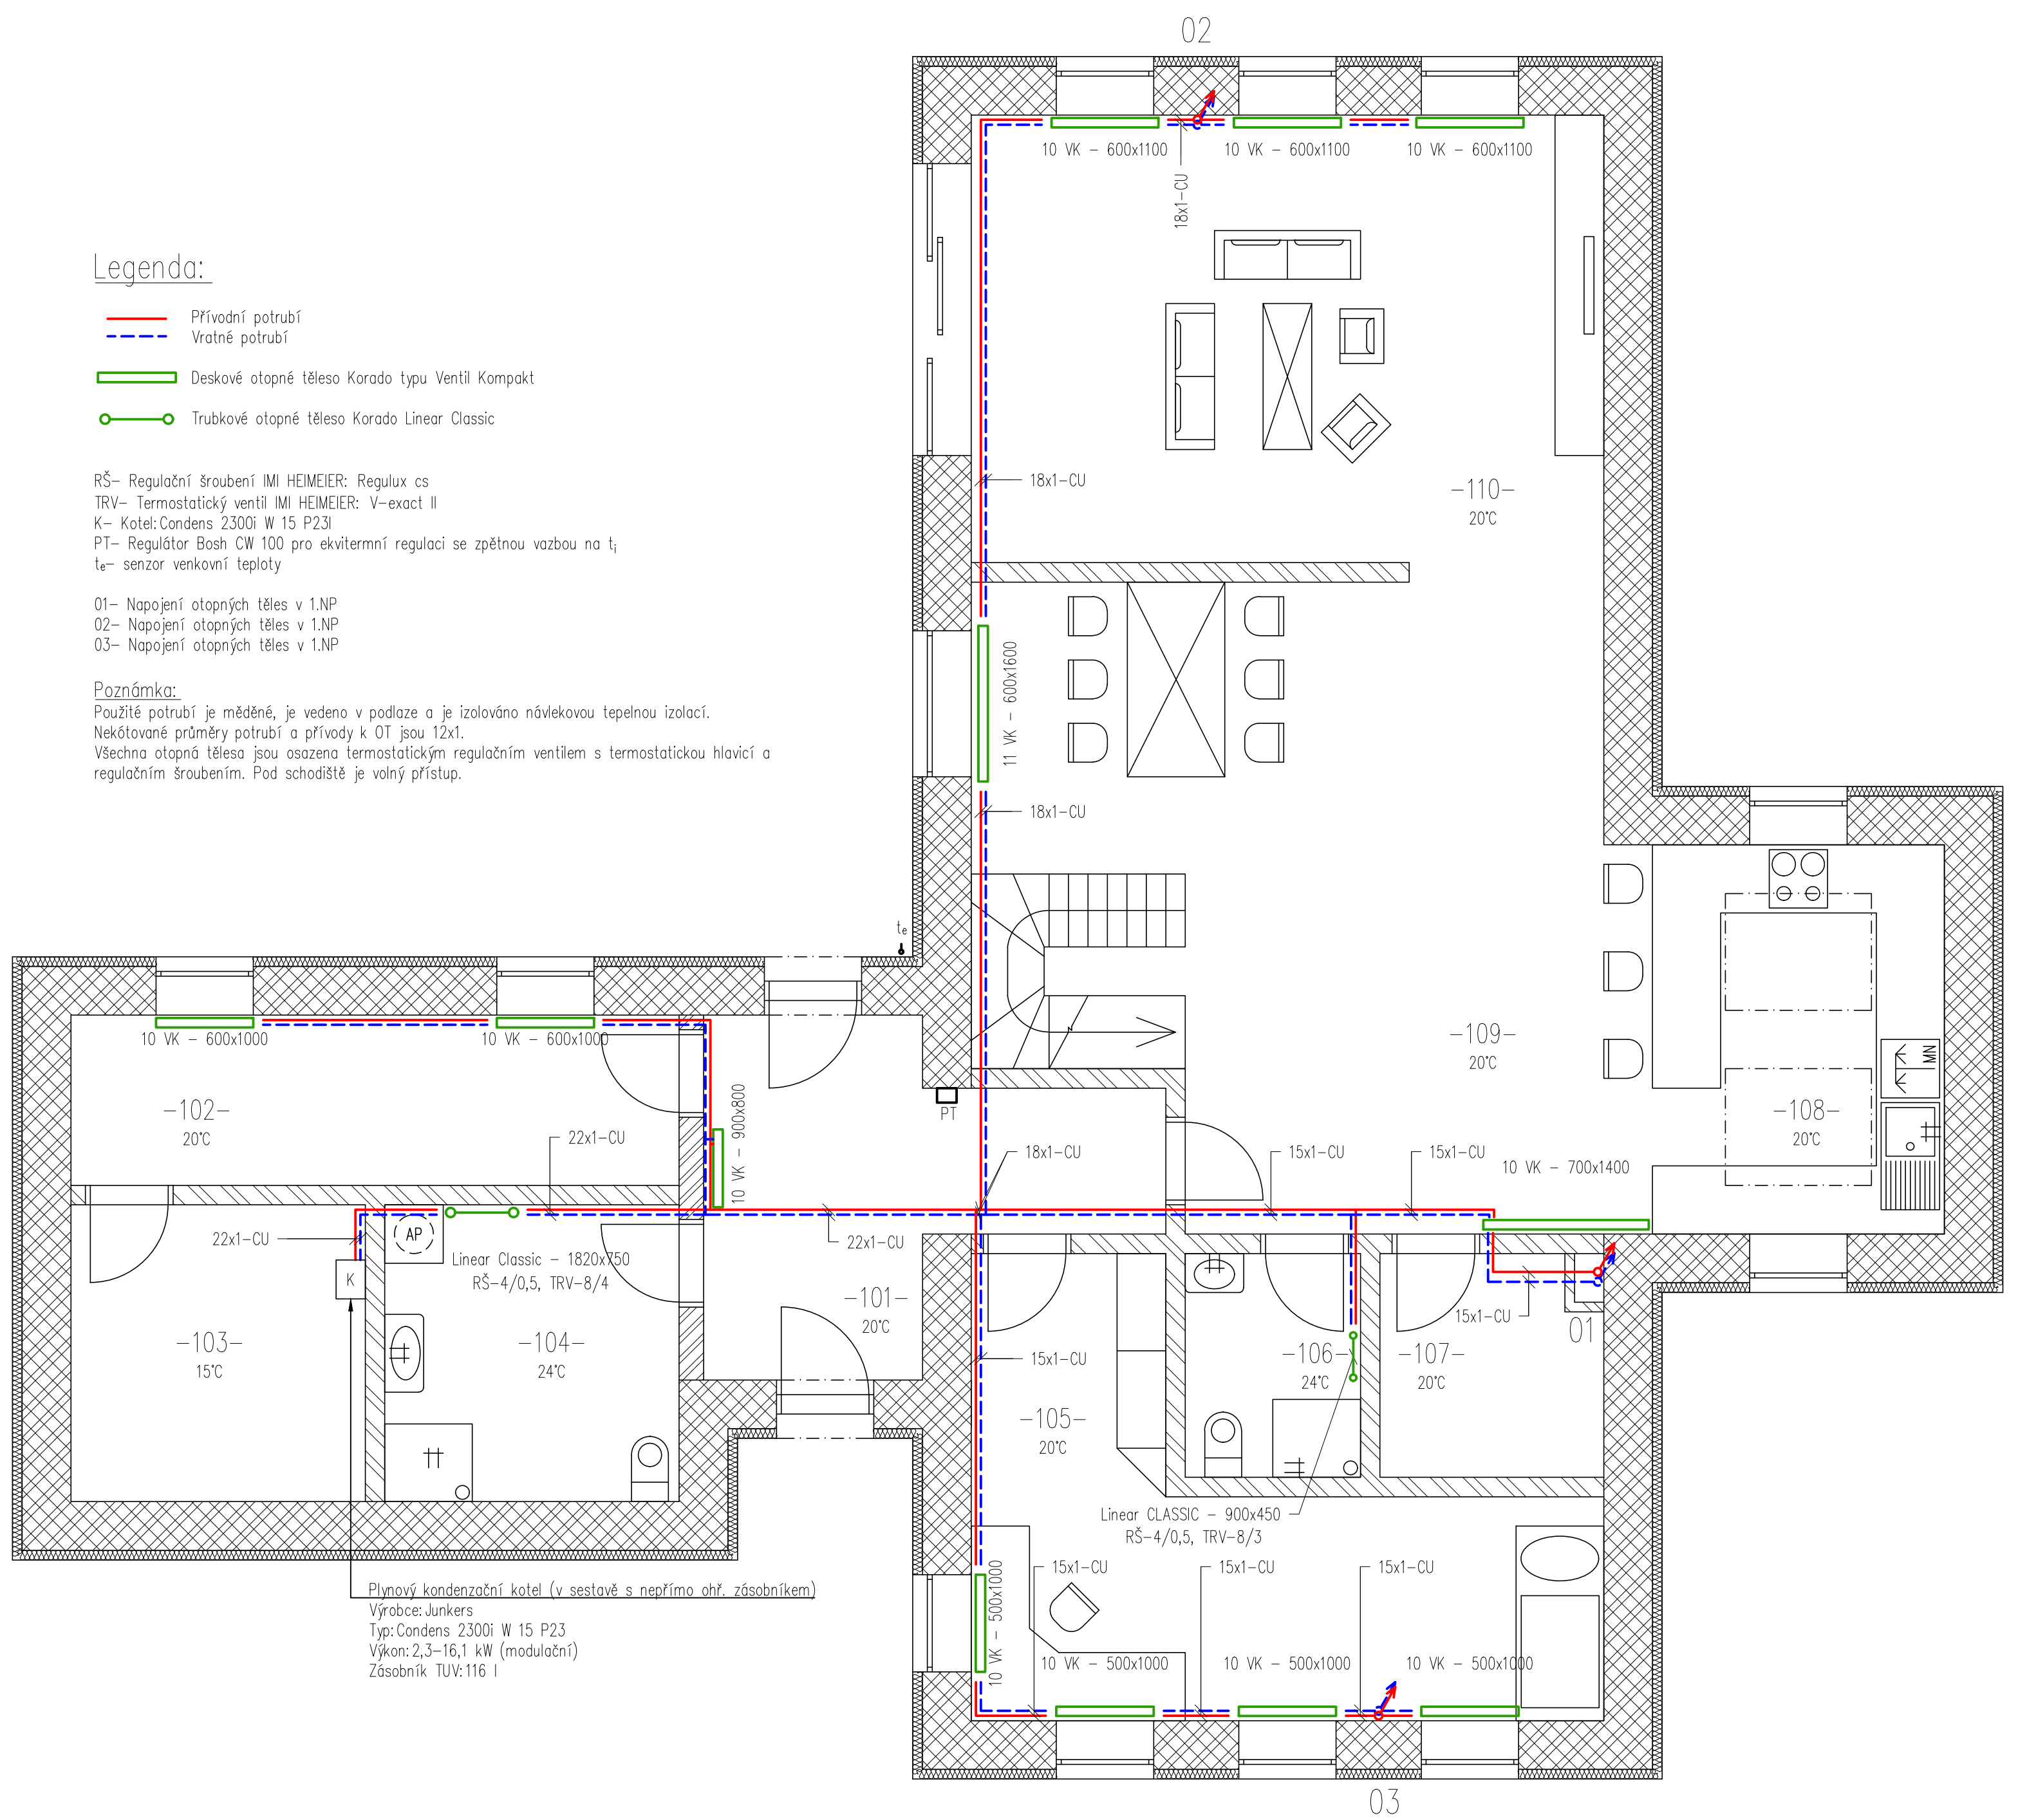 02
10 VK – 600x1100
10 VK – 600x1100
10 VK – 600x1100
18x1-CU
Legenda:
Přívodní potrubí
Vratné potrubí
Deskové otopné těleso Korado typu Ventil Kompakt
Trubkové otopné těleso Korado Linear Classic
RŠ– Regulační šroubení IMI HEIMEIER: Regulux cs
TRV– Termostatický ventil IMI HEIMEIER: V–exact II
K– Kotel: Condens 2300i W 15 P23I
PT– Regulátor Bosh CW 100 pro ekvitermní regulaci se zpětnou vazbou na ti
te– senzor venkovní teploty
01– Napojení otopných těles v 1.NP
02– Napojení otopných těles v 1.NP
03– Napojení otopných těles v 1.NP
Poznámka:
Použité potrubí je měděné, je vedeno v podlaze a je izolováno návlekovou tepelnou izolací.
Nekótované průměry potrubí a přívody k OT jsou 12x1.
Všechna otopná tělesa jsou osazena termostatickým regulačním ventilem s termostatickou hlavicí a
regulačním šroubením. Pod schodiště je volný přístup.
18x1-CU
–110–
20°C
11 VK – 600x1600
18x1-CU
te
10 VK – 600x1000
10 VK – 600x1000
–109–
20°C
MN
–102–
20°C
10 VK – 900x800
PT
–108–
20°C
22x1-CU
18x1-CU
15x1-CU
15x1-CU
10 VK – 700x1400
22x1-CU
AP
22x1-CU
Linear Classic – 1820x750
RŠ–4/0,5, TRV–8/4
K
–101–
20°C
15x1-CU
01
–103–
15°C
–104–
24°C
15x1-CU
–106–
24°C
–107–
20°C
–105–
20°C
Linear CLASSIC – 900x450
RŠ–4/0,5, TRV–8/3
15x1-CU
15x1-CU
15x1-CU
10 VK – 500x1000
10 VK – 500x1000
10 VK – 500x1000
10 VK – 500x1000
Plynový kondenzační kotel (v sestavě s nepřímo ohř. zásobníkem)
Výrobce: Junkers
Typ: Condens 2300i W 15 P23
Výkon: 2,3–16,1 kW (modulační)
Zásobník TUV: 116 l
03